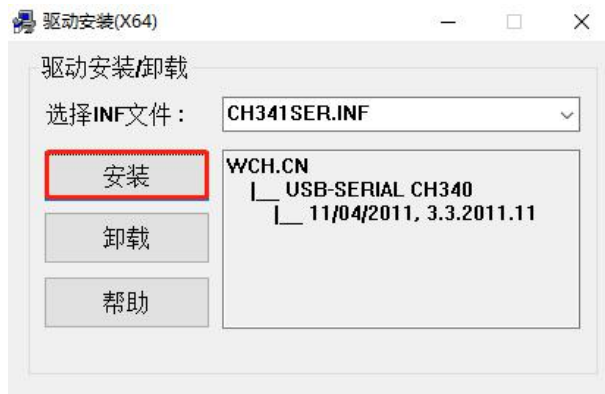 驱动安装(X64)
驱动安装/卸载
选择INF文件：
CH341SER.INF
安装
卸载
帮助
WCH.CN
|__ USB-SERIAL CH340
|__ 11/04/2011, 3.3.2011.11